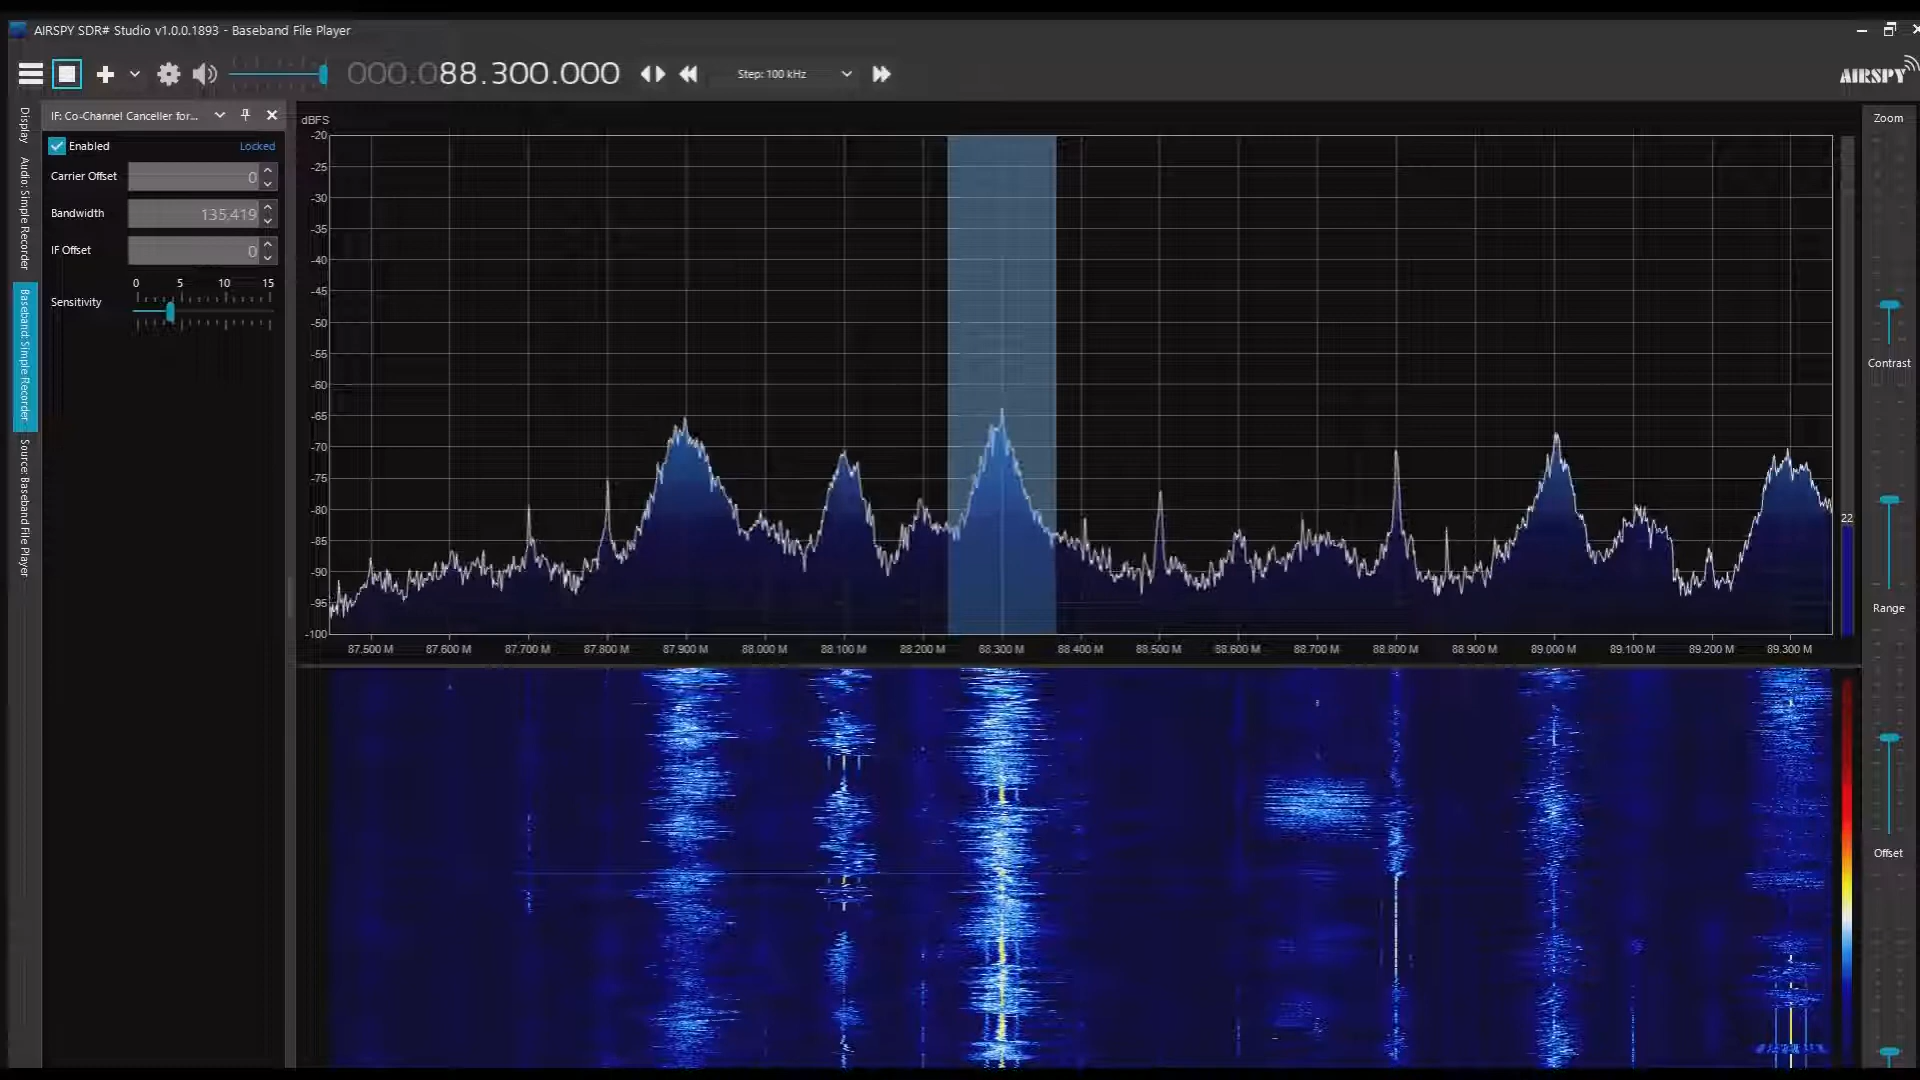 AIRSPY SDR# Studio v1.0.0.1893 - Baseband File Player
000.088.300.000
Step: 100 kHz
AIRSPY
Display
Audio: Simple Recorder
Baseband: Simple Recorder
Source: Baseband File Player
IF: Co-Channel Canceller for...
Enabled
Locked
Carrier Offset
0
Bandwidth
135.419
IF Offset
0
0 5 10 15
Sensitivity
dBFS
-20
-25
-30
-35
-40
-45
-50
-55
-60
-65
-70
-75
-80
-85
-90
-95
-100
87.500 M 87.600 M 87.700 M 87.800 M 87.900 M 88.000 M 88.100 M 88.200 M 88.300 M 88.400 M 88.500 M 88.600 M 88.700 M 88.800 M 88.900 M 89.000 M 89.100 M 89.200 M 89.300 M
22
Zoom
Contrast
Range
Offset